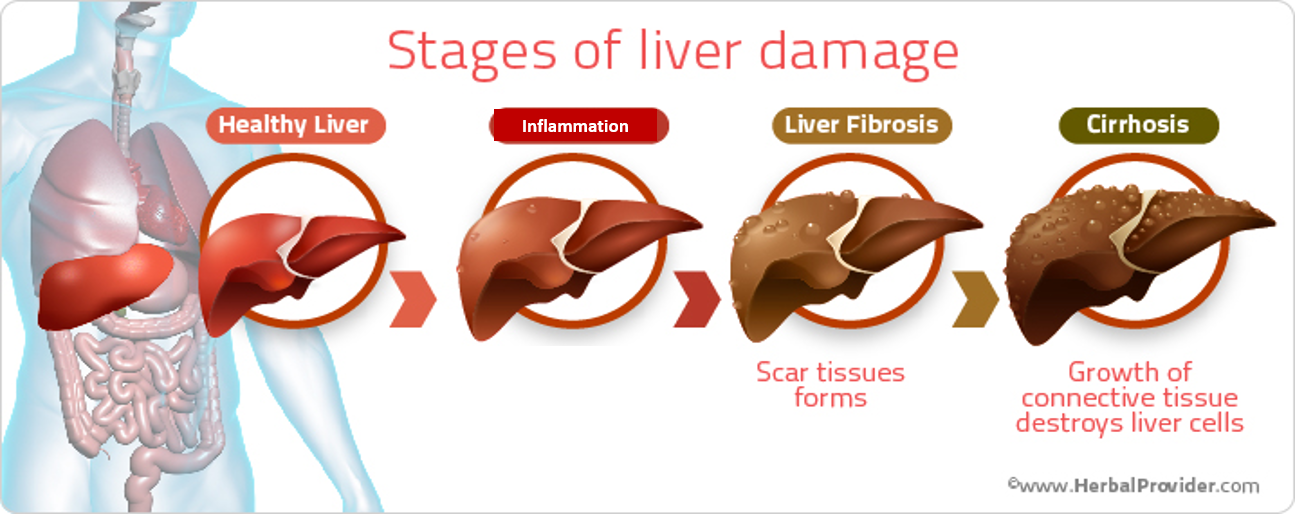 Stages of liver damage
Healthy Liver
Inflammation
Liver Fibrosis
Cirrhosis
Scar tissues
forms
Growth of
connective tissue
destroys liver cells
©www.HerbalProvider.com